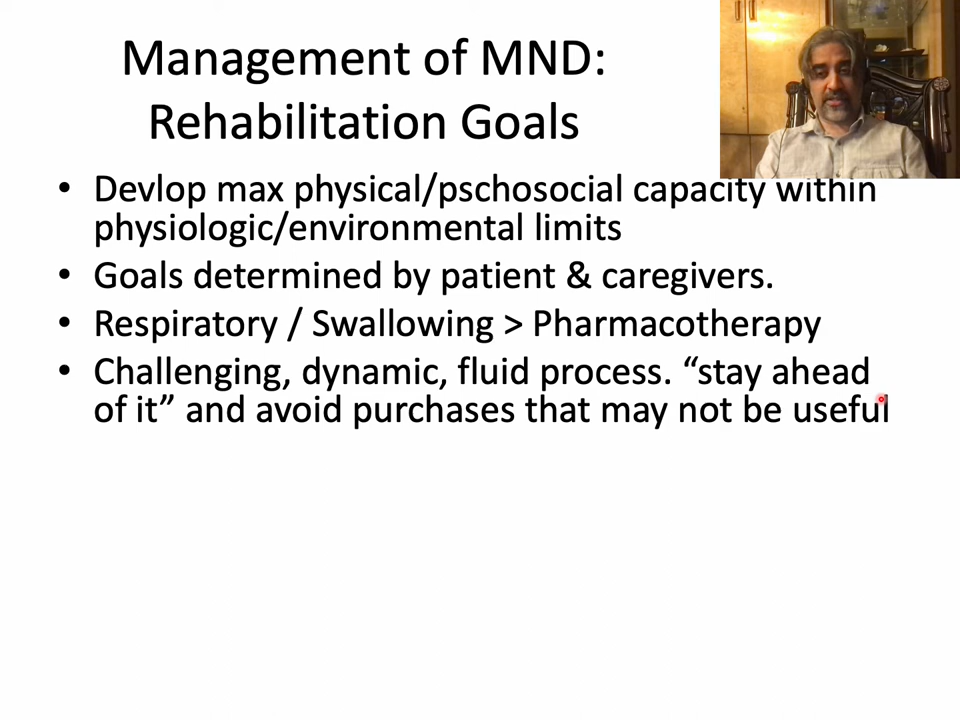 Management of MND:
Rehabilitation Goals
• Devlop max physical/pschosocial capacity within
physiologic/environmental limits
• Goals determined by patient & caregivers.
• Respiratory / Swallowing > Pharmacotherapy
• Challenging, dynamic, fluid process. “stay ahead
of it” and avoid purchases that may not be useful